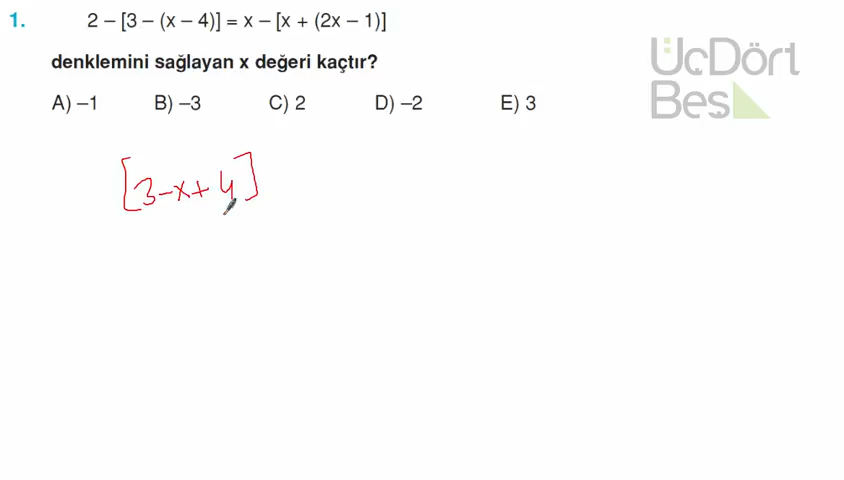 1. 2 – [3 – (x – 4)] = x – [x + (2x – 1)]
denklemini sağlayan x değeri kaçtır?
A) –1 B) –3 C) 2 D) –2 E) 3
ÜçDört
Beş
[3-x+4]